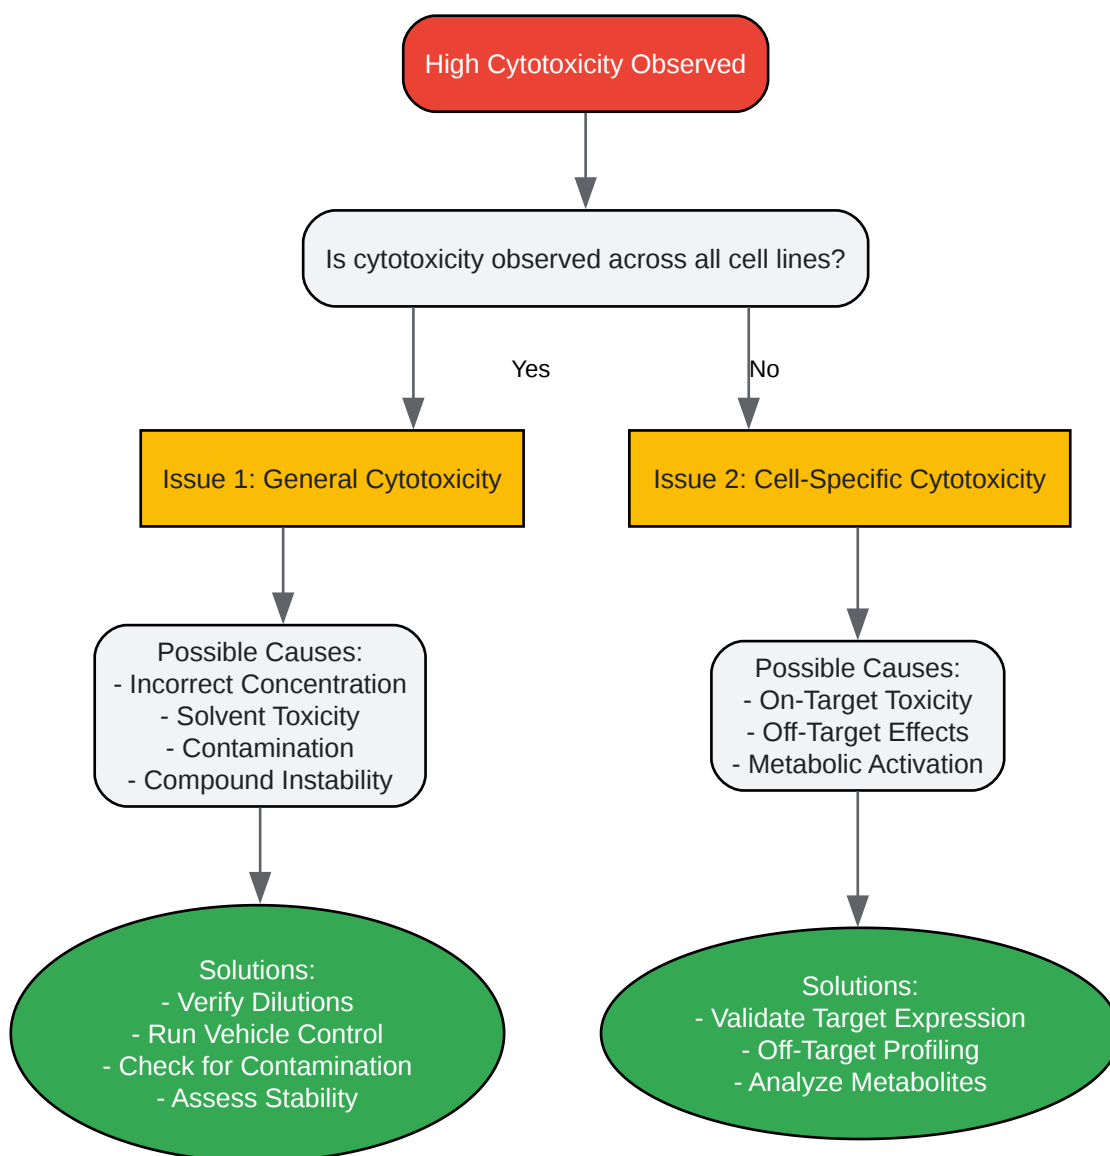 High Cytotoxicity Observed
Is cytotoxicity observed across all cell lines?
Yes
No
Issue 1: General Cytotoxicity
Issue 2: Cell-Specific Cytotoxicity
Possible Causes:
- Incorrect Concentration
- Solvent Toxicity
- Contamination
- Compound Instability
Possible Causes:
- On-Target Toxicity
- Off-Target Effects
- Metabolic Activation
Solutions:
- Verify Dilutions
- Run Vehicle Control
- Check for Contamination
- Assess Stability
Solutions:
- Validate Target Expression
- Off-Target Profiling
- Analyze Metabolites